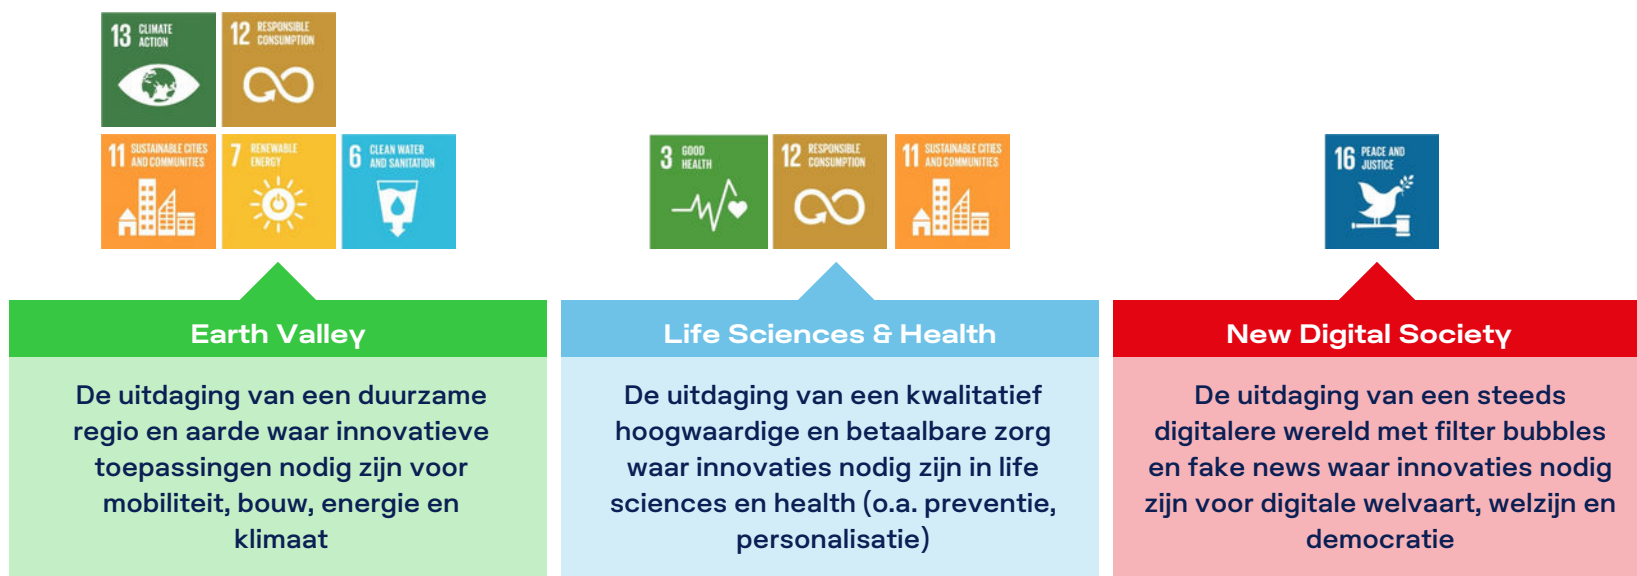 13 CLIMATE
ACTION
12 RESPONSIBLE
CONSUMPTION
11 SUSTAINABLE CITIES
AND COMMUNITIES
7 RENEWABLE
ENERGY
6 CLEAN WATER
AND SANITATION
3 GOOD
HEALTH
12 RESPONSIBLE
CONSUMPTION
11 SUSTAINABLE CITIES
AND COMMUNITIES
16 PEACE AND
JUSTICE
Earth Valley
De uitdaging van een duurzame
regio en aarde waar innovatieve
toepassingen nodig zijn voor
mobiliteit, bouw, energie en
klimaat
Life Sciences & Health
De uitdaging van een kwalitatief
hoogwaardige en betaalbare zorg
waar innovaties nodig zijn in life
sciences en health (o.a. preventie,
personalisatie)
New Digital Society
De uitdaging van een steeds
digitalere wereld met filter bubbles
en fake news waar innovaties nodig
zijn voor digitale welvaart, welzijn en
democratie